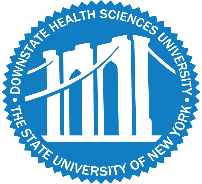 DOWNSTATE HEALTH SCIENCES UNIVERSITY
• THE STATE UNIVERSITY OF NEW YORK •